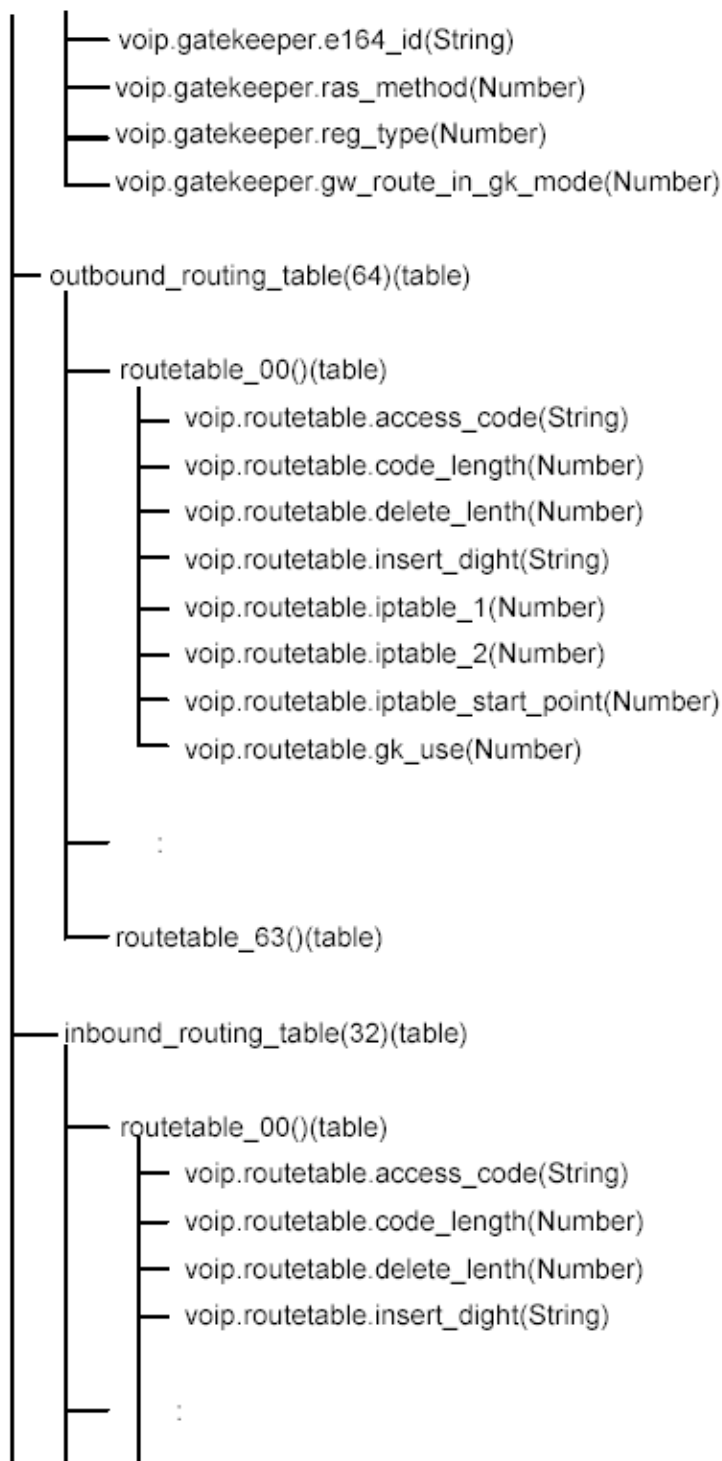 voip.gatekeeper.e164_id(String)
voip.gatekeeper.ras_method(Number)
voip.gatekeeper.reg_type(Number)
voip.gatekeeper.gw_route_in_gk_mode(Number)
outbound_routing_table(64)(table)
routetable_00()(table)
voip.routetable.access_code(String)
voip.routetable.code_length(Number)
voip.routetable.delete_lenth(Number)
voip.routetable.insert_dight(String)
voip.routetable.iptable_1(Number)
voip.routetable.iptable_2(Number)
voip.routetable.iptable_start_point(Number)
voip.routetable.gk_use(Number)
:
routetable_63()(table)
inbound_routing_table(32)(table)
routetable_00()(table)
voip.routetable.access_code(String)
voip.routetable.code_length(Number)
voip.routetable.delete_lenth(Number)
voip.routetable.insert_dight(String)
: